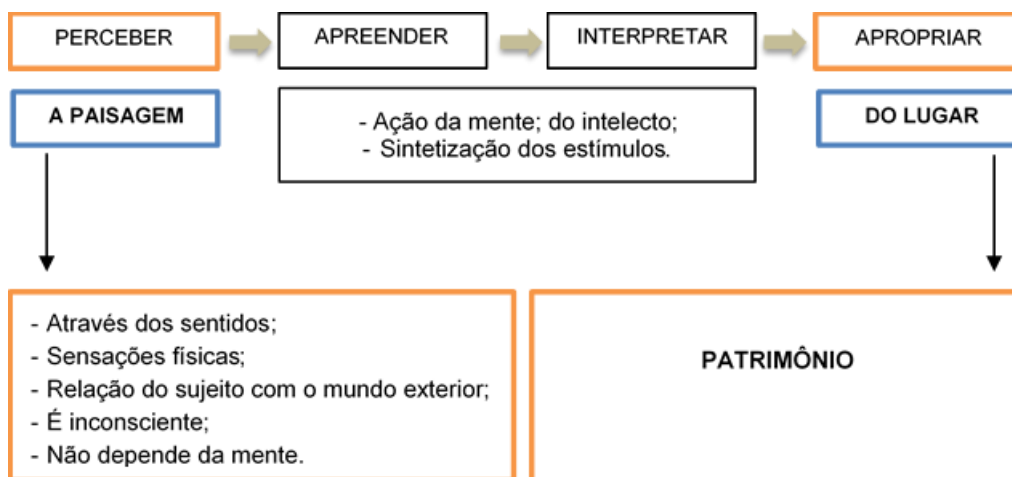 PERCEBER
APREENDER
INTERPRETAR
APROPRIAR
A PAISAGEM
- Ação da mente; do intelecto;
- Sintetização dos estímulos.
DO LUGAR
- Através dos sentidos;
- Sensações físicas;
- Relação do sujeito com o mundo exterior;
- É inconsciente;
- Não depende da mente.
PATRIMÔNIO